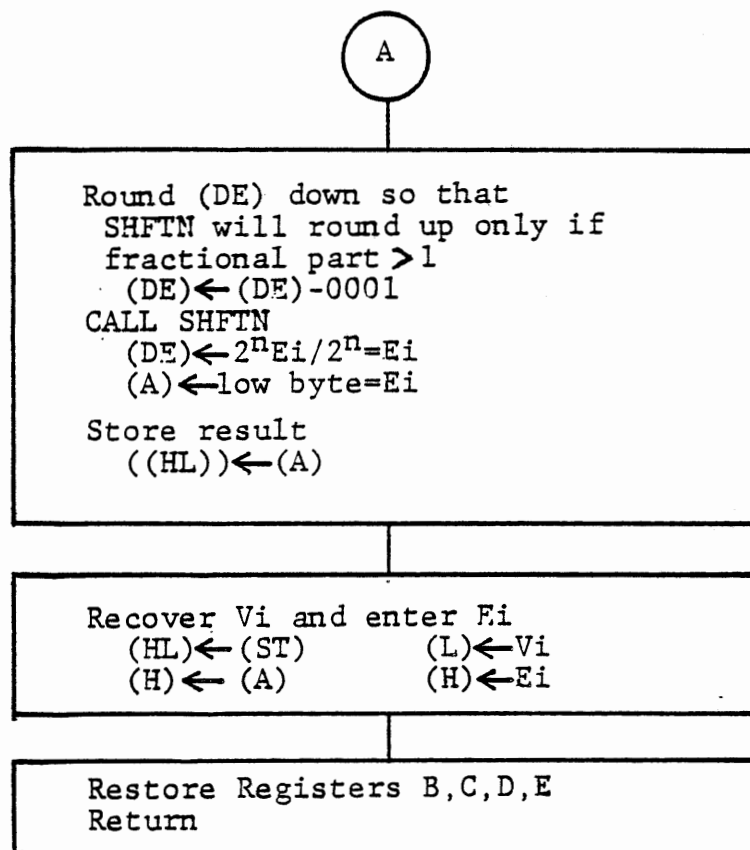 A
Round (DE) down so that
SHFTN will round up only if
fractional part >1
(DE)←(DE)-0001
CALL SHFTN
(DE)←2ⁿEi/2ⁿ=Ei
(A)←low byte=Ei
Store result
((HL))←(A)
Recover Vi and enter Ei
(HL)←(ST) (L)←Vi
(H)←(A) (H)←Ei
Restore Registers B,C,D,E
Return